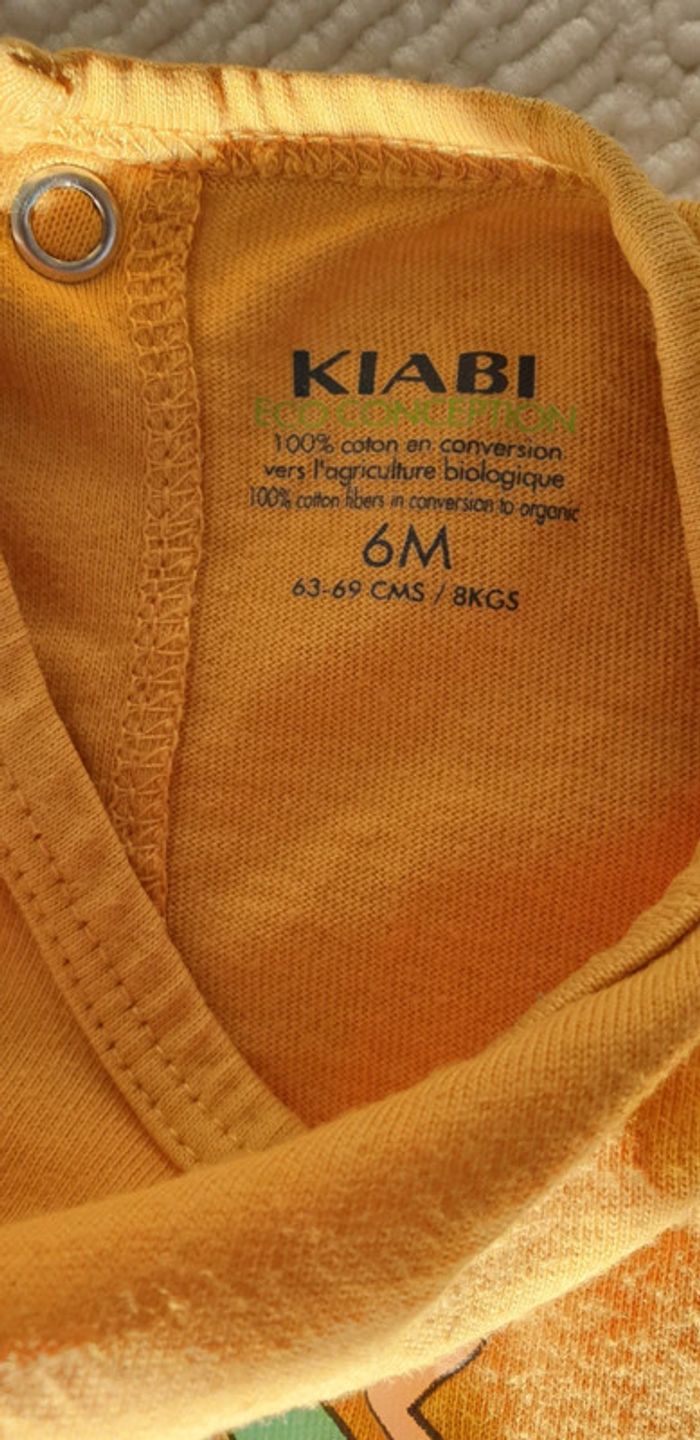 KIABI
ECO CONCEPTION
100% coton en conversion
vers l'agriculture biologique
100% cotton fibers in conversion to organic
6M
63-69 CMS / 8KGS